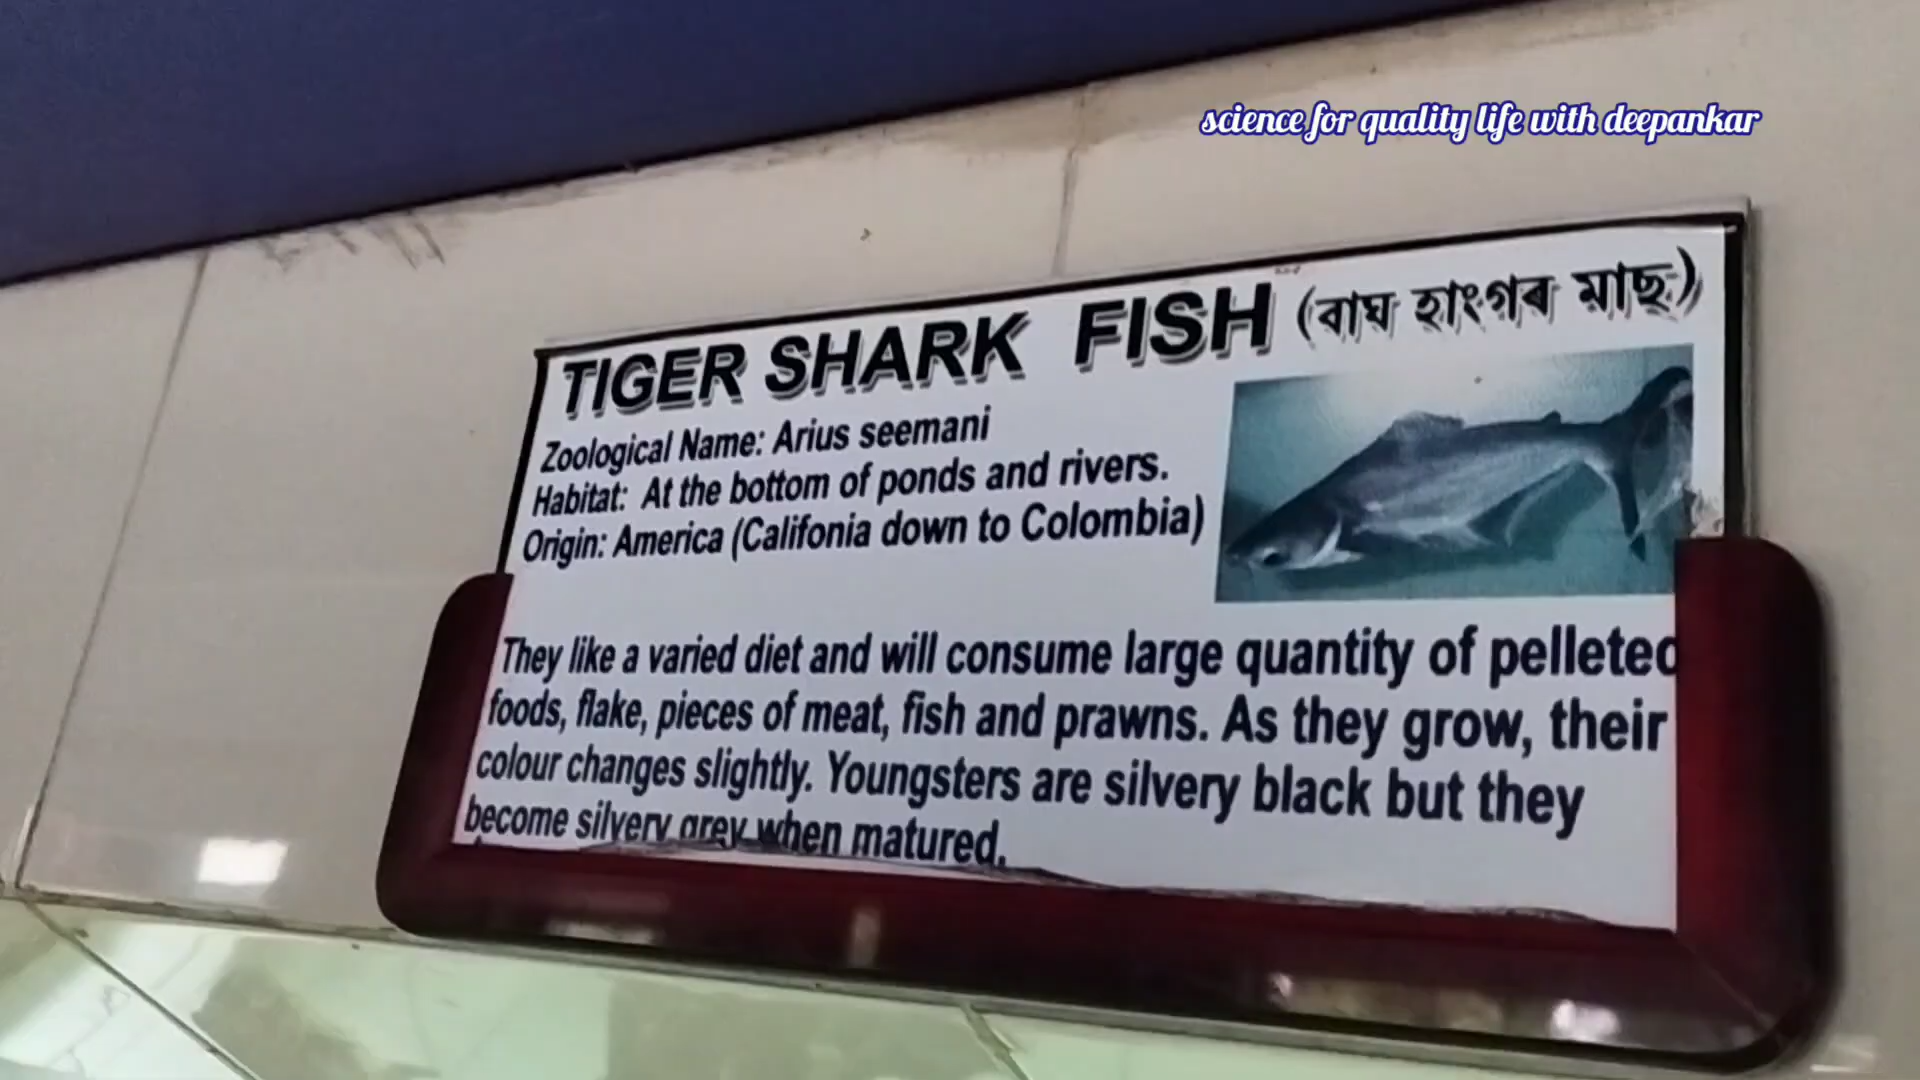 science for quality life with deepankar
TIGER SHARK FISH (বাঘ হাংগৰ মাছ)
Zoological Name: Arius seemani
Habitat: At the bottom of ponds and rivers.
Origin: America (Califonia down to Colombia)
They like a varied diet and will consume large quantity of pelleted
foods, flake, pieces of meat, fish and prawns. As they grow, their
colour changes slightly. Youngsters are silvery black but they
become silvery grey when matured.